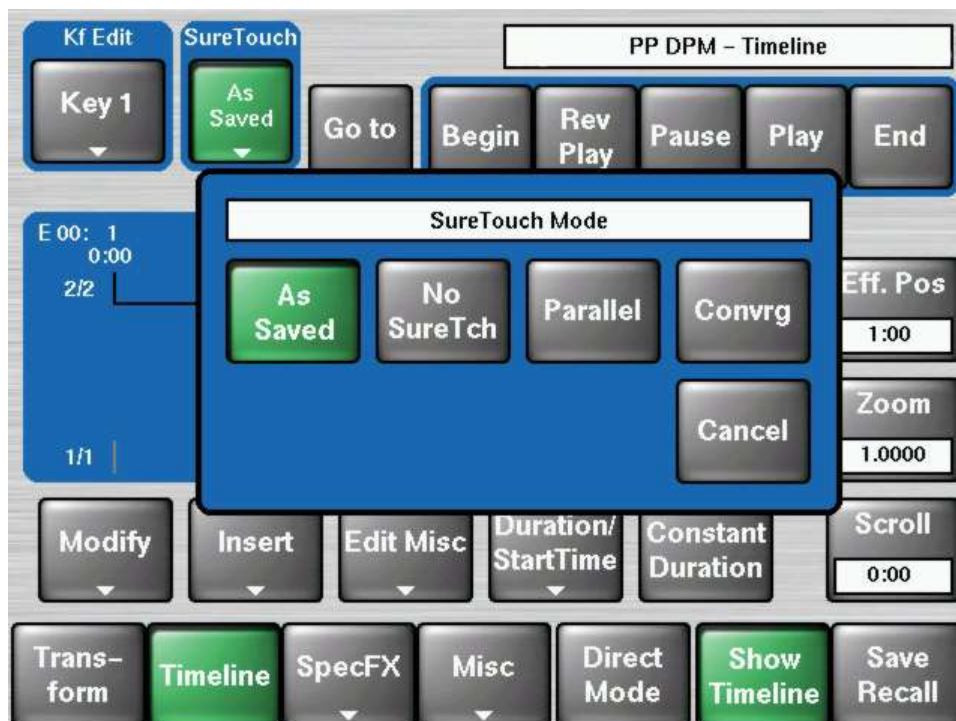 Kf Edit
SureTouch
PP DPM – Timeline
Key 1
As
Saved
Go to
Begin
Rev
Play
Pause
Play
End
SureTouch Mode
E 00: 1
0:00
2/2
As
Saved
No
SureTch
Parallel
Convrg
Eff. Pos
1:00
Cancel
Zoom
1.0000
1/1
Modify
Insert
Edit Misc
Duration/
StartTime
Constant
Duration
Scroll
0:00
Trans–
form
Timeline
SpecFX
Misc
Direct
Mode
Show
Timeline
Save
Recall